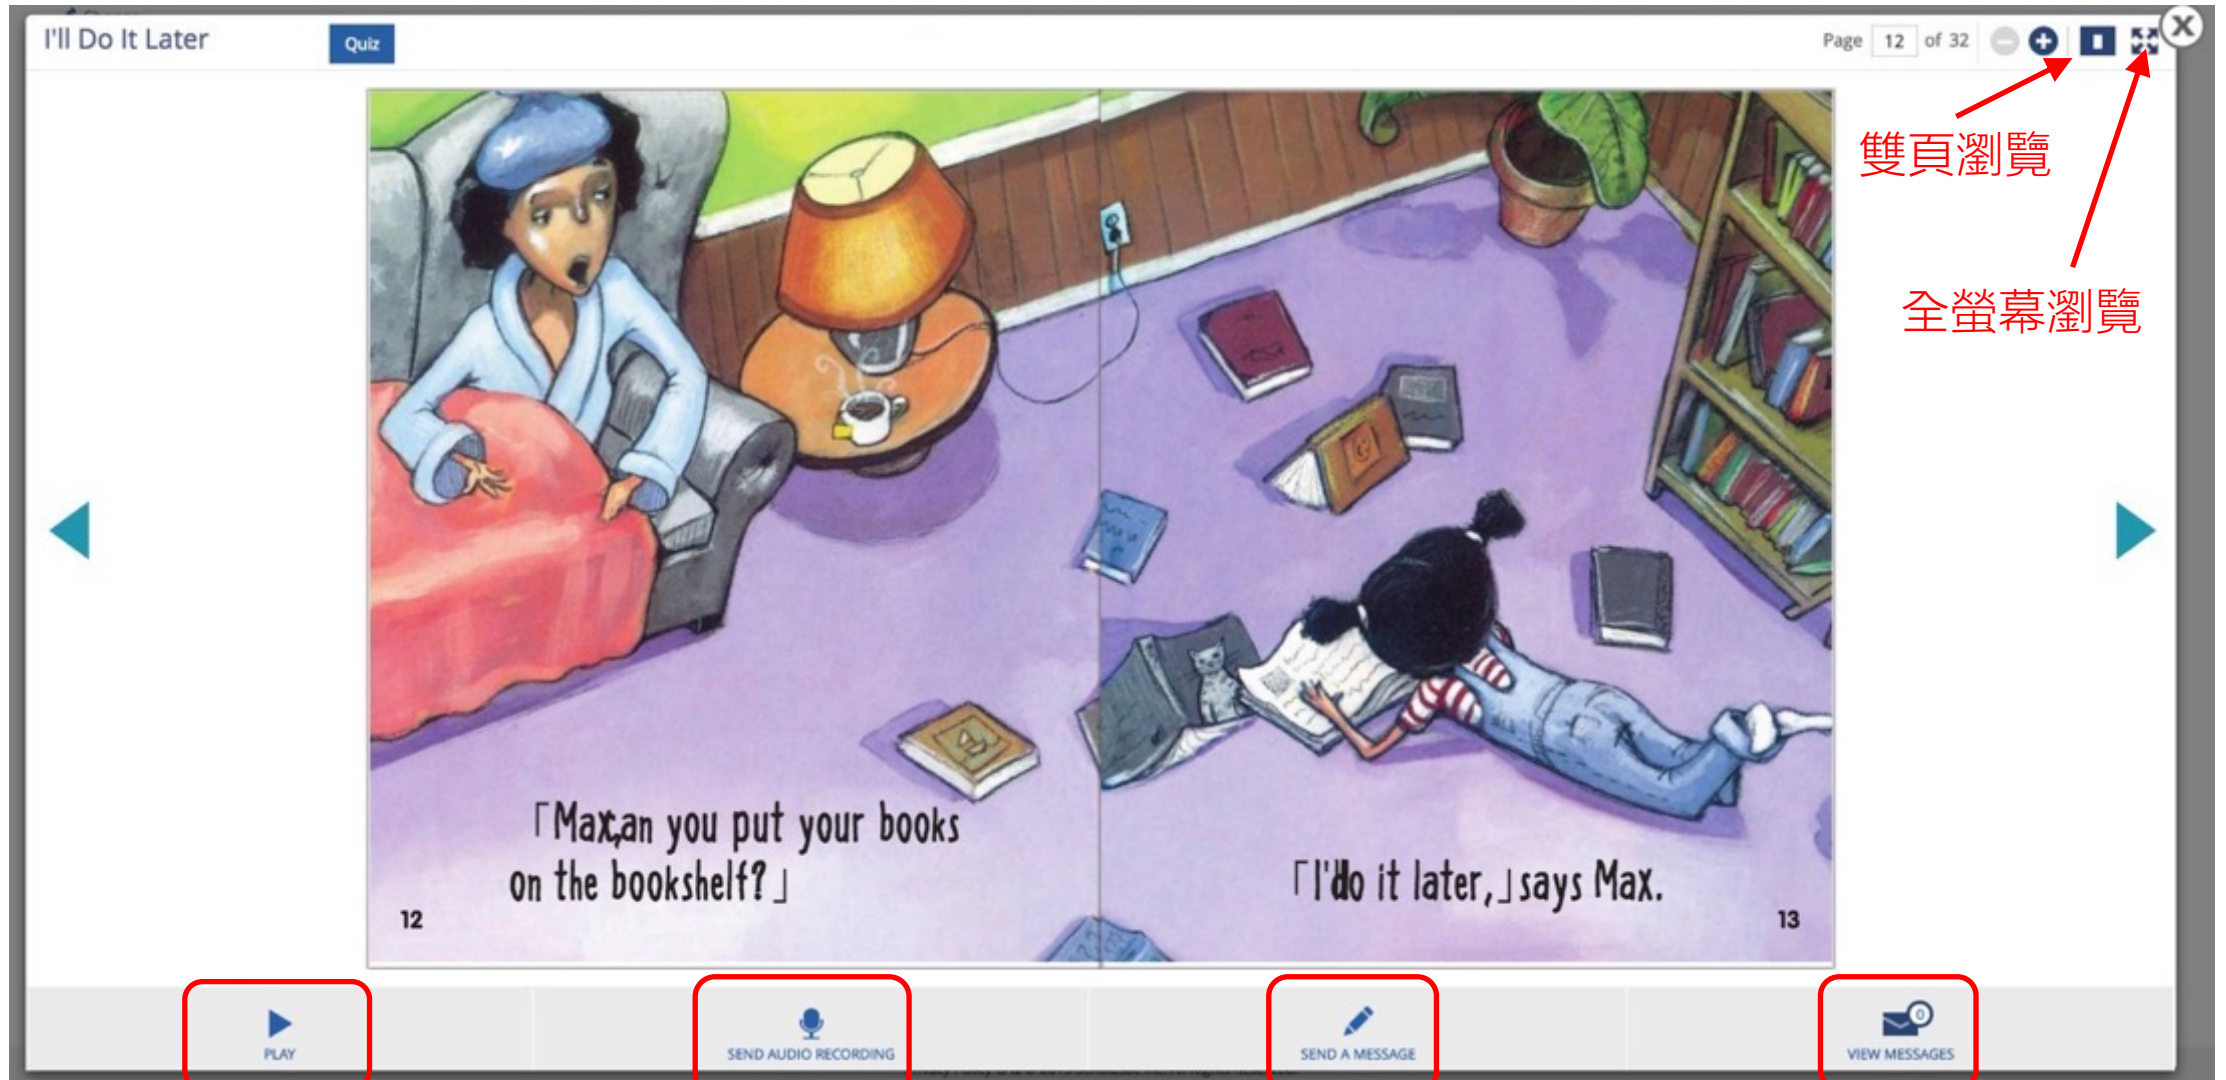 I'll Do It Later
Quiz
Page 12 of 32
X
雙頁瀏覽
全螢幕瀏覽
「Max,an you put your books
on the bookshelf?」
12
「I'do it later,」says Max.
13
PLAY
SEND AUDIO RECORDING
SEND A MESSAGE
0
VIEW MESSAGES